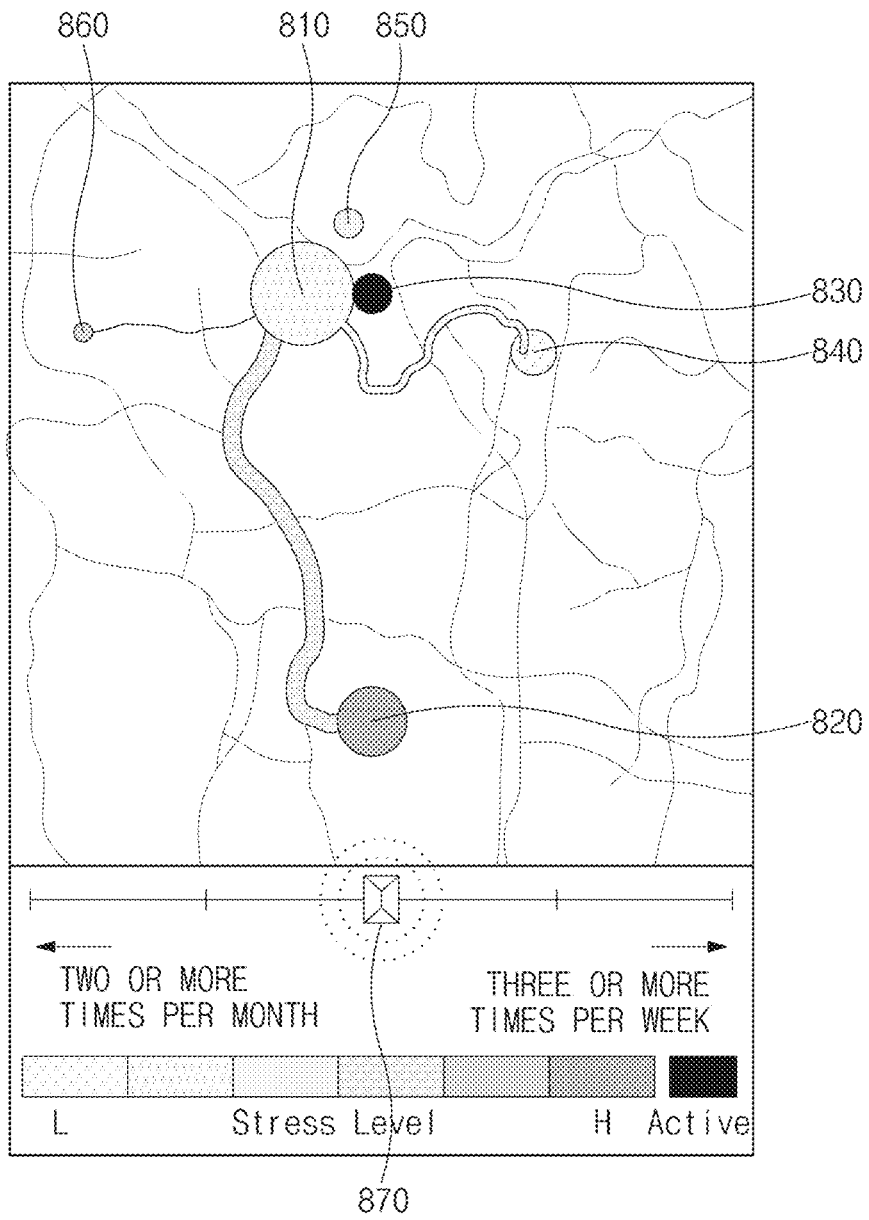 860 810 850
830
840
820
TWO OR MORE
TIMES PER MONTH
THREE OR MORE
TIMES PER WEEK
L Stress Level H Active
870